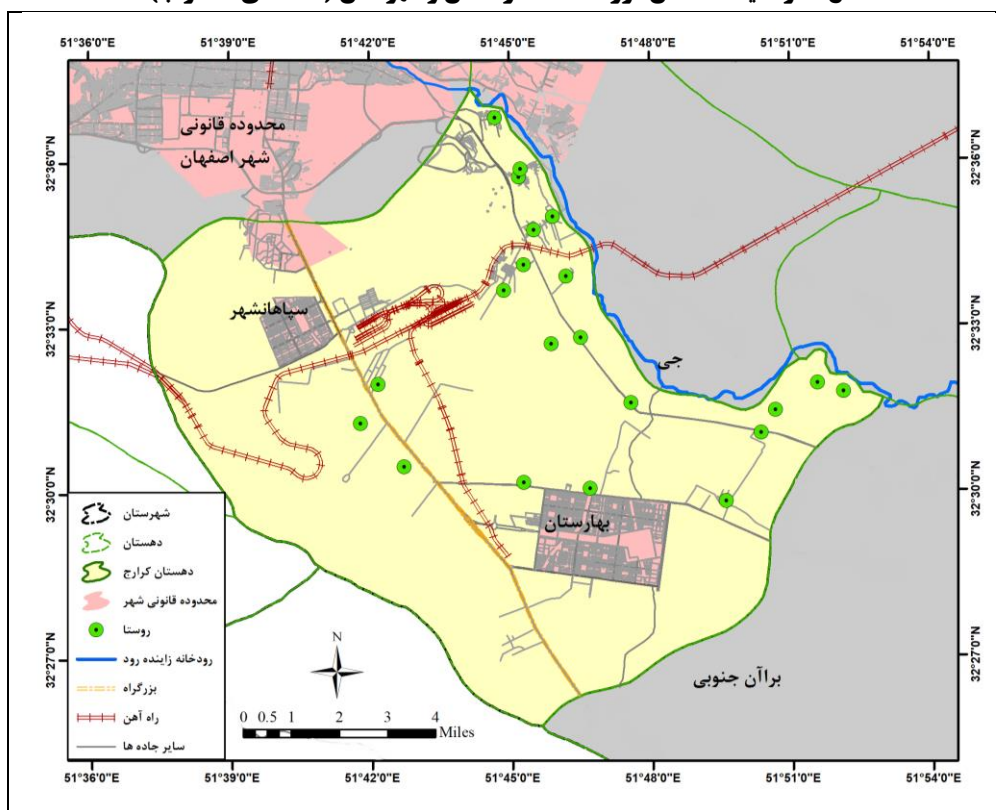 51°36'0"E 51°39'0"E 51°42'0"E 51°45'0"E 51°48'0"E 51°51'0"E 51°54'0"E
محدوده قانونی
شهر اصفهان
32°36'0"N 32°36'0"N
سپاهانشهر
32°33'0"N 32°33'0"N
جی
32°30'0"N 32°30'0"N
بهارستان
شهرستان
دهستان
دهستان کرارج
محدوده قانونی شهر
روستا
رودخانه زاینده رود
بزرگراه
راه آهن
سایر جاده ها
32°27'0"N 32°27'0"N
براآن جنوبی
N
0 0.5 1 2 3 4
Miles
51°36'0"E 51°39'0"E 51°42'0"E 51°45'0"E 51°48'0"E 51°51'0"E 51°54'0"E